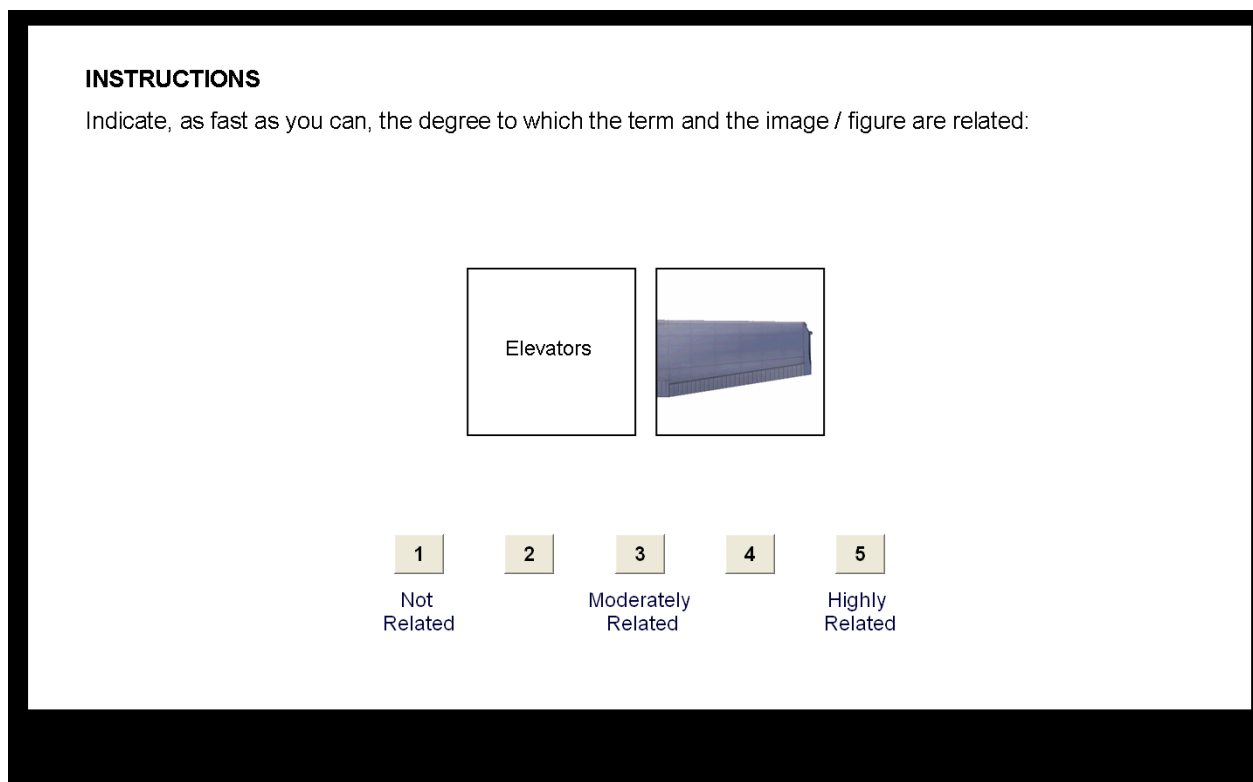 INSTRUCTIONS
Indicate, as fast as you can, the degree to which the term and the image / figure are related:
Elevators
1 2 3 4 5
Not Moderately Highly
Related Related Related